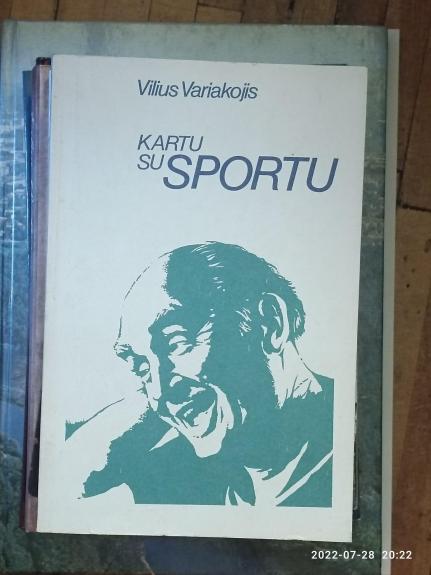 Vilius Variakojis
KARTU
SU SPORTU
2022-07-28 20:22